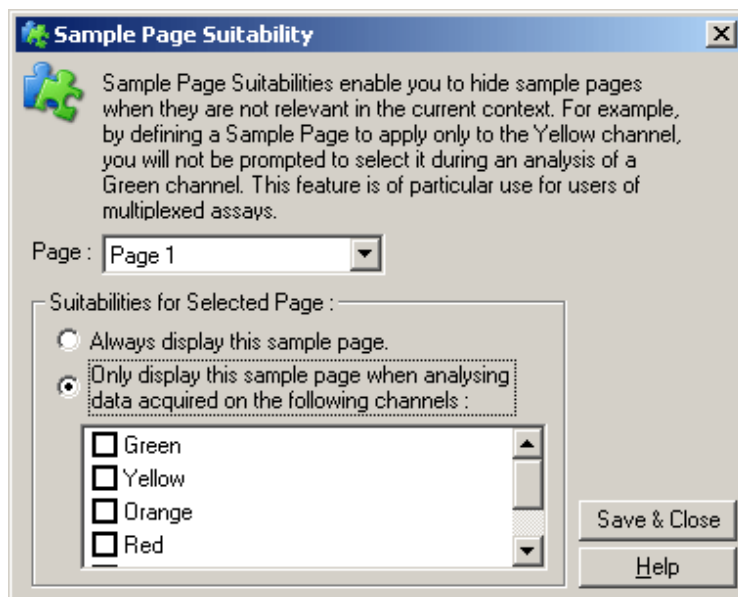 Sample Page Suitability
Sample Page Suitabilities enable you to hide sample pages
when they are not relevant in the current context. For example,
by defining a Sample Page to apply only to the Yellow channel,
you will not be prompted to select it during an analysis of a
Green channel. This feature is of particular use for users of
multiplexed assays.
Page : Page 1
Suitabilities for Selected Page :
Always display this sample page.
Only display this sample page when analysing
data acquired on the following channels :
Green
Yellow
Orange
Red
Save & Close
Help